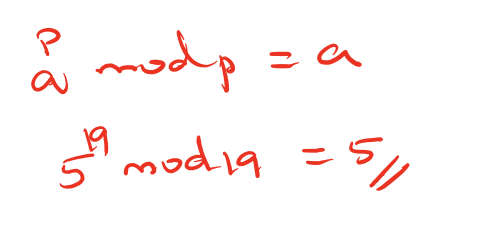 a^p mod p = a
5^19 mod 19 = 5//